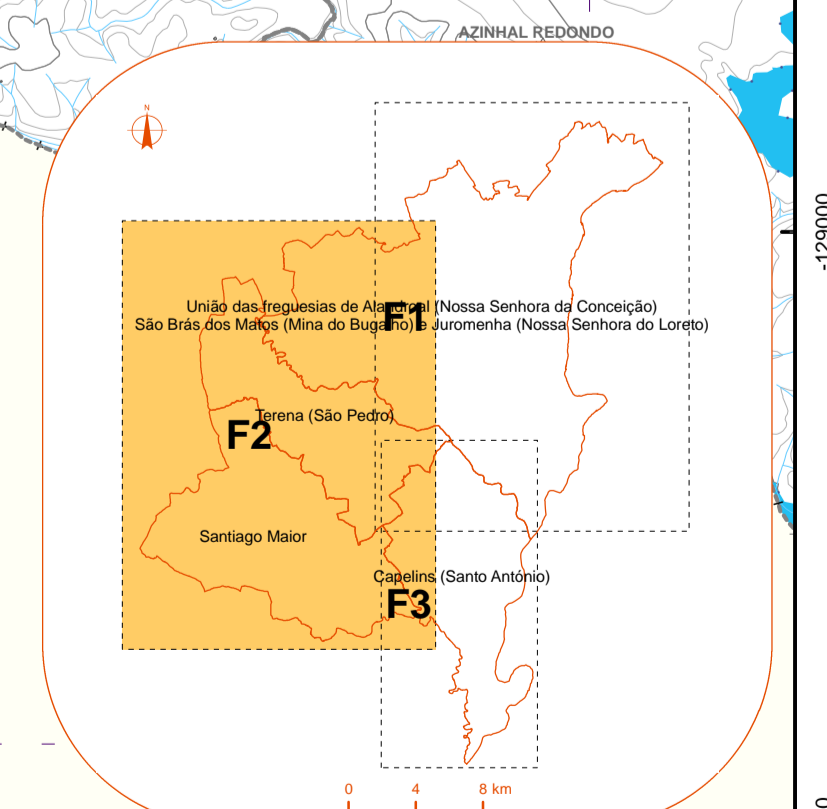 AZINHAL REDONDO
N
-129000
União das freguesias de Alandroal (Nossa Senhora da Conceição)
São Brás dos Matos (Mina do Bugalho) e Juromenha (Nossa Senhora do Loreto)
F1
Terena (São Pedro)
F2
Santiago Maior
Capelins (Santo António)
F3
0 4 8 km